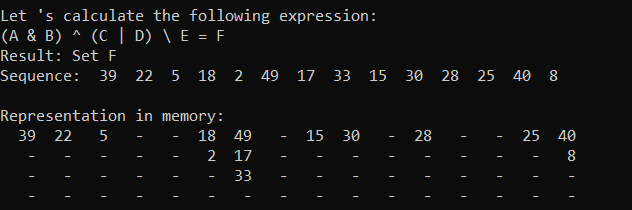 Let 's calculate the following expression:
(A & B) ^ (C | D) \ E = F
Result: Set F
Sequence:  39  22  5  18  2  49  17  33  15  30  28  25  40  8
Representation in memory:
39  22  5  -  -  18  49  -  15  30  -  28  -  -  25  40
-  -  -  -  -  2  17  -  -  -  -  -  -  -  -  8
-  -  -  -  -  -  33  -  -  -  -  -  -  -  -  -
-  -  -  -  -  -  -  -  -  -  -  -  -  -  -  -